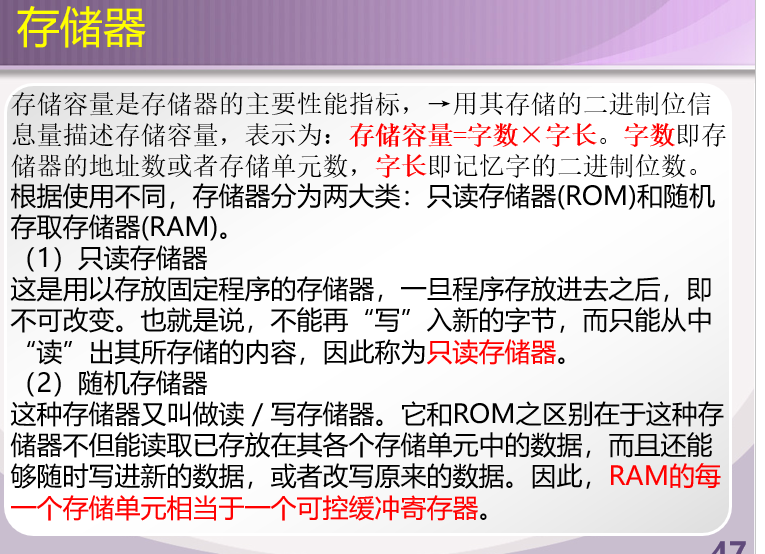 存储器
存储容量是存储器的主要性能指标，→用其存储的二进制位信
息量描述存储容量，表示为：存储容量=字数×字长。字数即存
储器的地址数或者存储单元数，字长即记忆字的二进制位数。
根据使用不同，存储器分为两大类：只读存储器(ROM)和随机
存取存储器(RAM)。
（1）只读存储器
这是用以存放固定程序的存储器，一旦程序存放进去之后，即
不可改变。也就是说，不能再“写”入新的字节，而只能从中
“读”出其所存储的内容，因此称为只读存储器。
（2）随机存储器
这种存储器又叫做读／写存储器。它和ROM之区别在于这种存
储器不但能读取已存放在其各个存储单元中的数据，而且还能
够随时写进新的数据，或者改写原来的数据。因此，RAM的每
一个存储单元相当于一个可控缓冲寄存器。
47